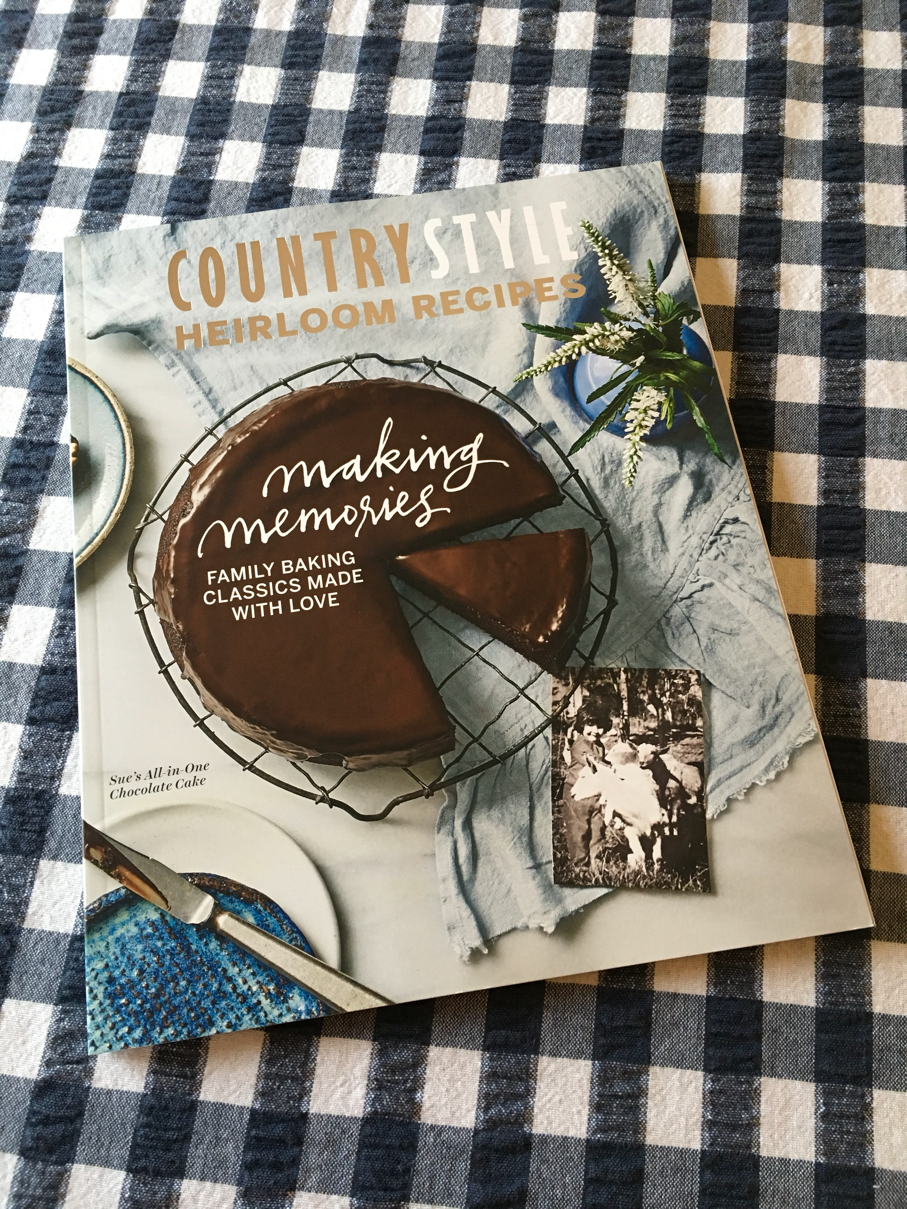 COUNTRY STYLE
HEIRLOOM RECIPES
making
memories
FAMILY BAKING
CLASSICS MADE
WITH LOVE
Sue's All-in-One
Chocolate Cake